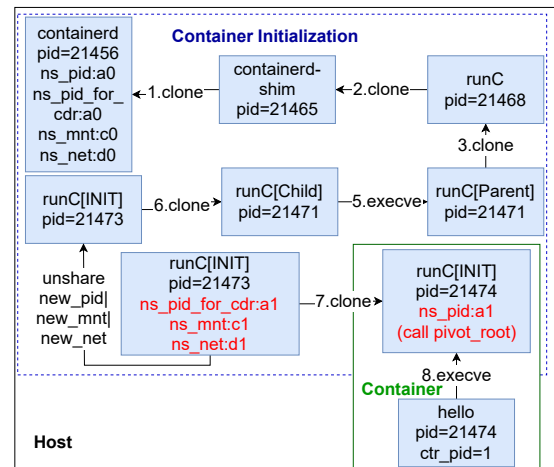 Container Initialization
containerd
pid=21456
ns_pid:a0
ns_pid_for_
cdr:a0
ns_mnt:c0
ns_net:d0
1.clone
containerd-
shim
pid=21465
2.clone
runC
pid=21468
3.clone
runC[INIT]
pid=21473
6.clone
runC[Child]
pid=21471
5.execve
runC[Parent]
pid=21471
unshare
new_pid|
new_mnt|
new_net
runC[INIT]
pid=21473
ns_pid_for_cdr:a1
ns_mnt:c1
ns_net:d1
7.clone
runC[INIT]
pid=21474
ns_pid:a1
(call pivot_root)
8.execve
Container
hello
pid=21474
ctr_pid=1
Host